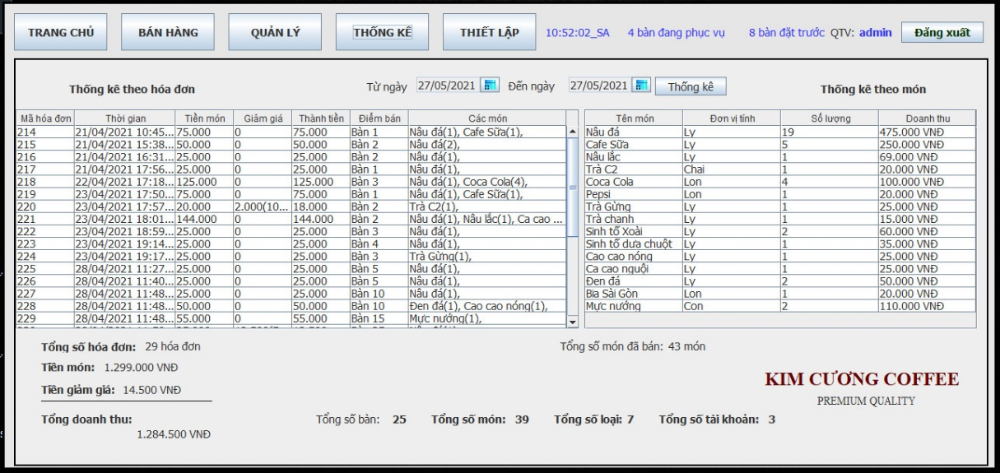 TRANG CHỦ BÁN HÀNG QUẢN LÝ THỐNG KÊ THIẾT LẬP 10:52:02_SA 4 bàn đang phục vụ 8 bàn đặt trước QTV: admin Đăng xuất
Thống kê theo hóa đơn Từ ngày 27/05/2021 Đến ngày 27/05/2021 Thống kê Thống kê theo món
Mã hóa đơn Thời gian Tiền món Giảm giá Thành tiền Điểm bán Các món Tên món Đơn vị tính Số lượng Doanh thu
214 21/04/2021 10:45... 75.000 0 75.000 Bàn 1 Nâu đá(1), Cafe Sữa(1), Nâu đá Ly 19 475.000 VNĐ
215 21/04/2021 15:38... 50.000 0 50.000 Bàn 2 Nâu đá(2), Cafe Sữa Ly 5 250.000 VNĐ
216 21/04/2021 16:31... 25.000 0 25.000 Bàn 2 Nâu đá(1), Nâu lắc Ly 1 69.000 VNĐ
217 21/04/2021 17:56... 25.000 0 25.000 Bàn 1 Nâu đá(1), Trà C2 Chai 1 20.000 VNĐ
218 22/04/2021 17:18... 125.000 0 125.000 Bàn 3 Nâu đá(1), Coca Cola(4), Coca Cola Lon 4 100.000 VNĐ
219 23/04/2021 17:50... 75.000 0 75.000 Bàn 1 Nâu đá(1), Cafe Sữa(1), Pepsi Lon 1 20.000 VNĐ
220 23/04/2021 17:57... 20.000 2.000(10... 18.000 Bàn 2 Trà C2(1), Trà Gừng Ly 1 25.000 VNĐ
221 23/04/2021 18:01... 144.000 0 144.000 Bàn 2 Nâu đá(1), Nâu lắc(1), Ca cao ... Trà chanh Ly 1 15.000 VNĐ
222 23/04/2021 18:59... 25.000 0 25.000 Bàn 3 Nâu đá(1), Sinh tố Xoài Ly 2 60.000 VNĐ
223 23/04/2021 19:14... 25.000 0 25.000 Bàn 4 Nâu đá(1), Sinh tố dưa chuột Ly 1 35.000 VNĐ
224 23/04/2021 19:17... 25.000 0 25.000 Bàn 3 Trà Gừng(1), Cao cao nóng Ly 1 25.000 VNĐ
225 28/04/2021 11:27... 25.000 0 25.000 Bàn 5 Nâu đá(1), Ca cao nguội Ly 1 25.000 VNĐ
226 28/04/2021 11:40... 25.000 0 25.000 Bàn 5 Nâu đá(1), Đen đá Ly 2 50.000 VNĐ
227 28/04/2021 11:48... 25.000 0 25.000 Bàn 10 Nâu đá(1), Bia Sài Gòn Lon 1 20.000 VNĐ
228 28/04/2021 11:48... 50.000 0 50.000 Bàn 10 Đen đá(1), Cao cao nóng(1), Mực nướng Con 2 110.000 VNĐ
229 28/04/2021 11:48... 55.000 0 55.000 Bàn 15 Mực nướng(1),
Tổng số hóa đơn: 29 hóa đơn Tổng số món đã bán: 43 món
Tiền món: 1.299.000 VNĐ
KIM CƯƠNG COFFEE
Tiền giảm giá: 14.500 VNĐ
PREMIUM QUALITY
Tổng doanh thu: Tổng số bàn: 25 Tổng số món: 39 Tổng số loại: 7 Tổng số tài khoản: 3
1.284.500 VNĐ